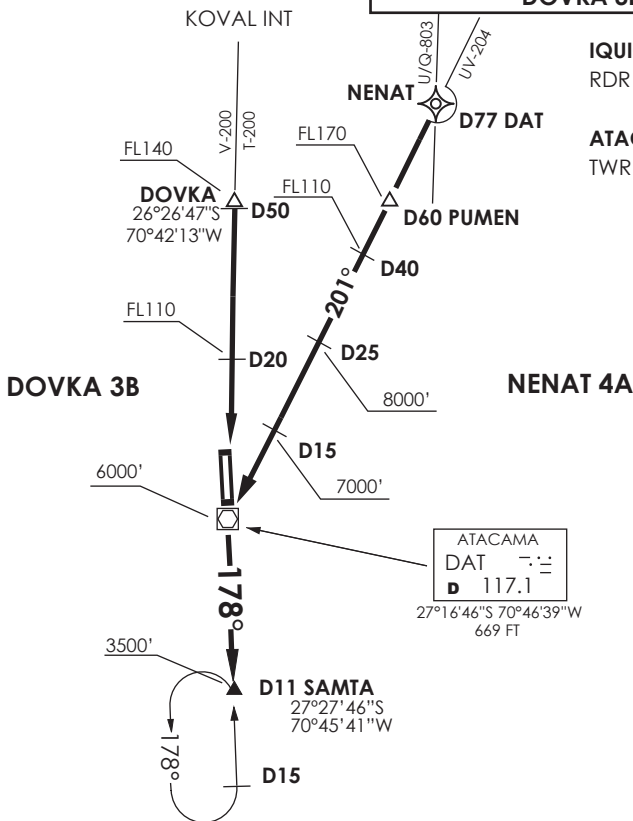 KOVAL INT
U/Q-803
UV-204
IQUI
RDR
NENAT
D77 DAT
ATAC
TWR
V-200
T-200
FL140
FL170
DOVKA
26°26'47"S
70°42'13"W
D50
FL110
D60 PUMEN
D40
201°
FL110
D20
D25
DOVKA 3B
NENAT 4A
8000'
D15
7000'
6000'
ATACAMA
DAT
D 117.1
27°16'46"S 70°46'39"W
669 FT
178°
3500'
D11 SAMTA
27°27'46"S
70°45'41"W
178°
D15